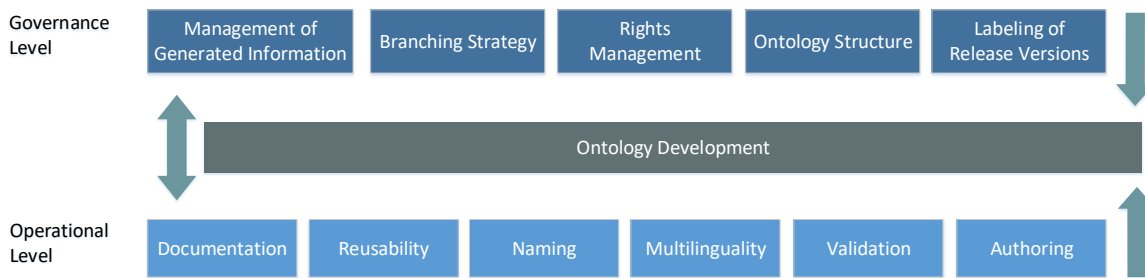 Governance
Level
Management of
Generated Information
Branching Strategy
Rights
Management
Ontology Structure
Labeling of
Release Versions
Ontology Development
Operational
Level
Documentation
Reusability
Naming
Multilinguality
Validation
Authoring